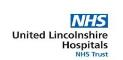 NHS
United Lincolnshire
Hospitals
NHS Trust